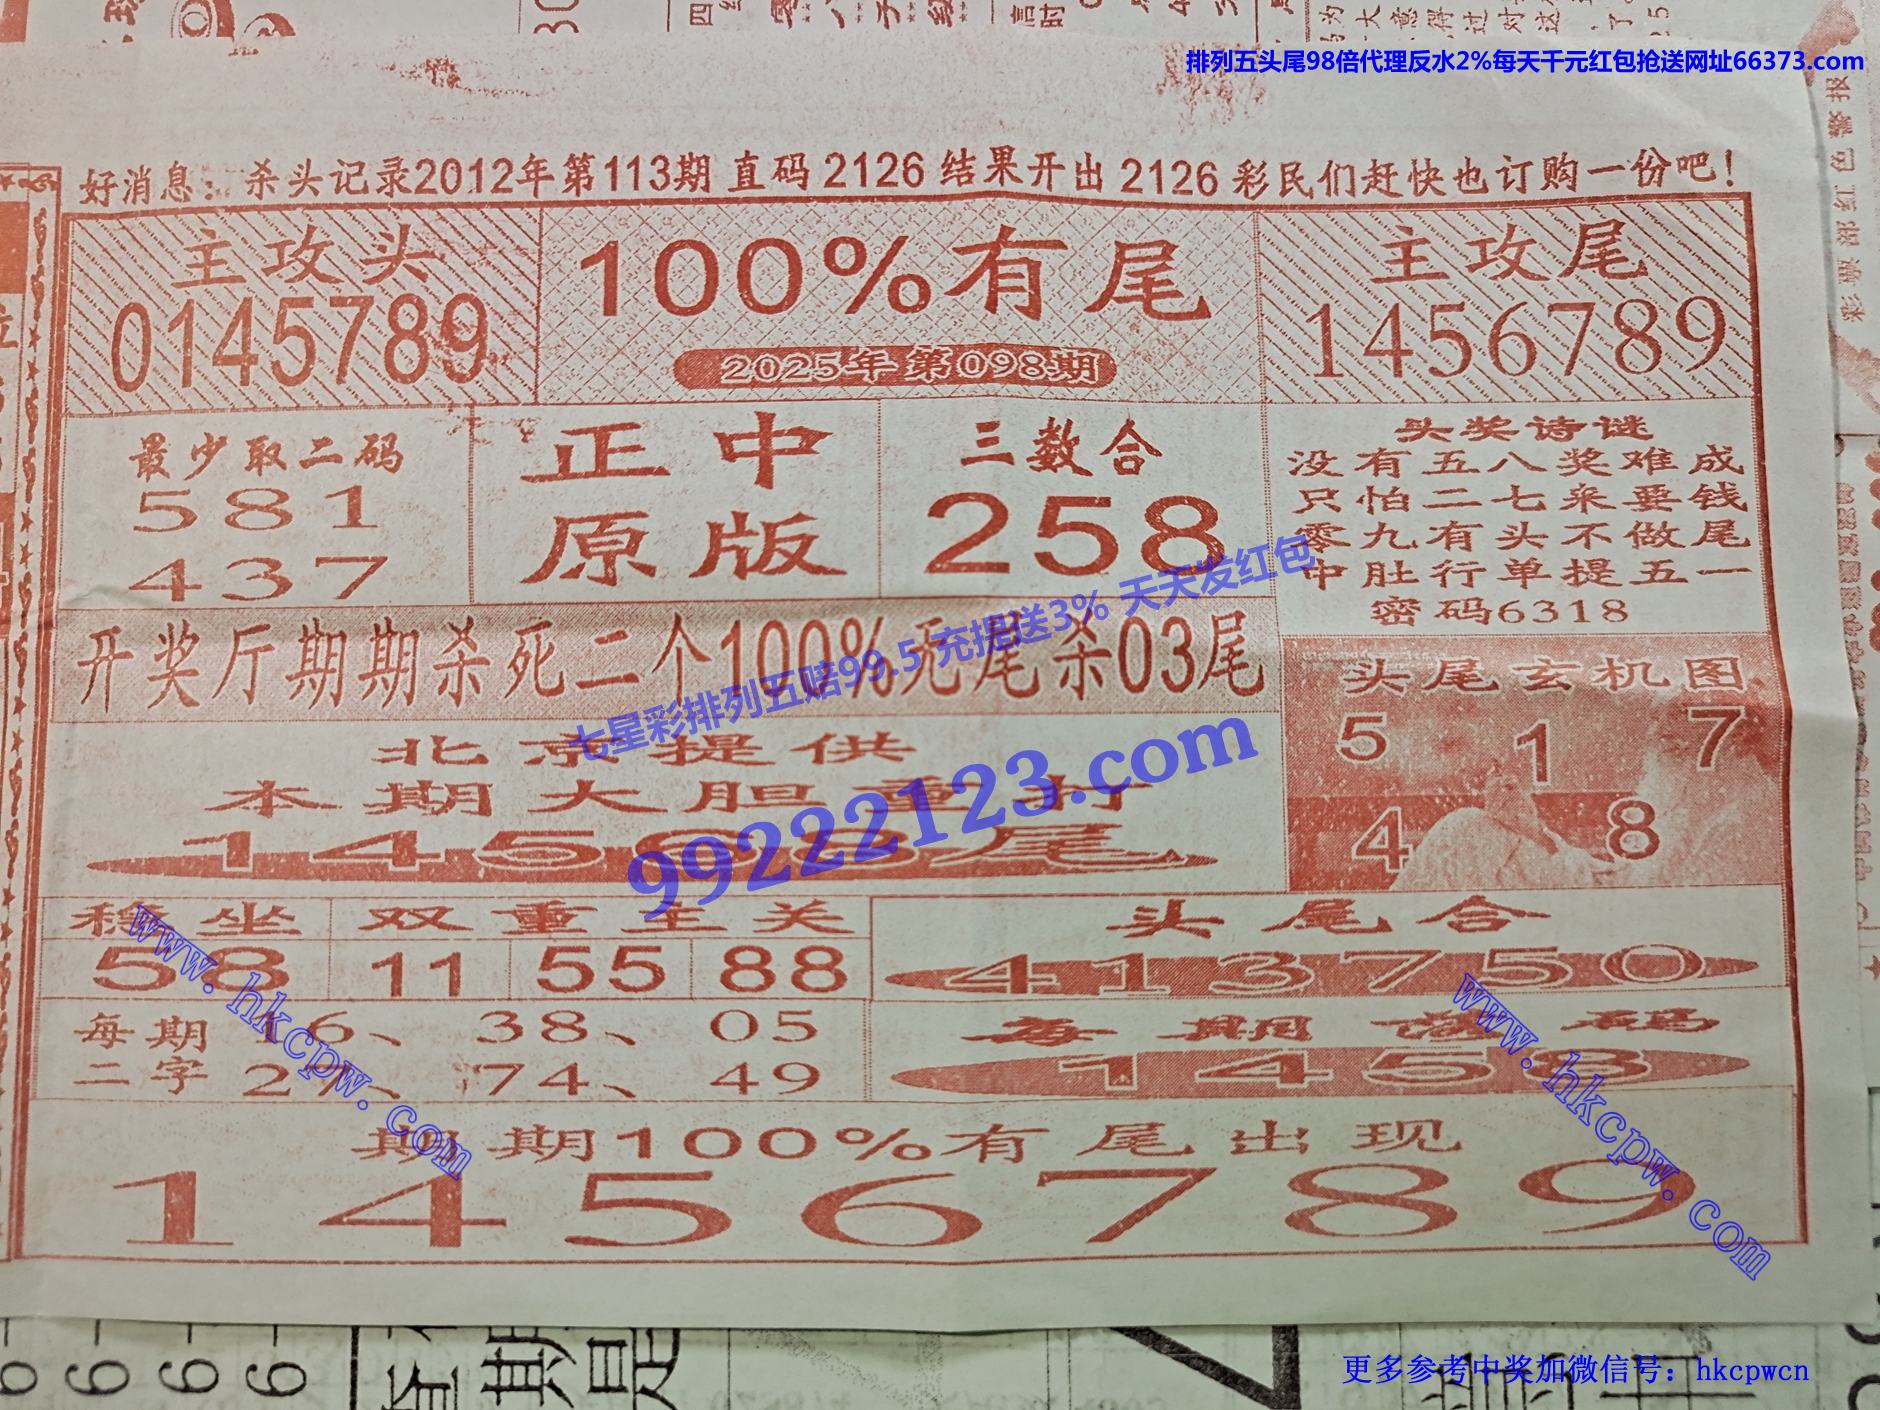 排列五头尾98倍代理反水2%每天千元红包抢送网址66373.com
好消息：杀头记录2012年第113期直码2126结果开出2126彩民们赶快也订购一份吧！
主攻头
0145789
100%有尾
2025年第098期
主攻尾
1456789
最少取二码
581
437
正中
原版
三数合
258
头奖诗谜
没有五八奖难成
只怕二七来要钱
零九有头不做尾
中肚行单提五一
密码6318
开奖厅期期杀死二个100%无尾杀03尾
七星彩排列五赔99.5 充提送3% 天天发红包
99222123.com
北京提供
本期大胆重
尾
头尾玄机图
5 1 7
4 8
稳坐
58
双重主关
11 55 88
头尾合
413750
每期
二字
16、38、05
27、74、49
每期 码
1458
期期100%有尾出现
1456789
www.hkcpw.com
www.hkcpw.com
更多参考中奖加微信号：hkcpwcn